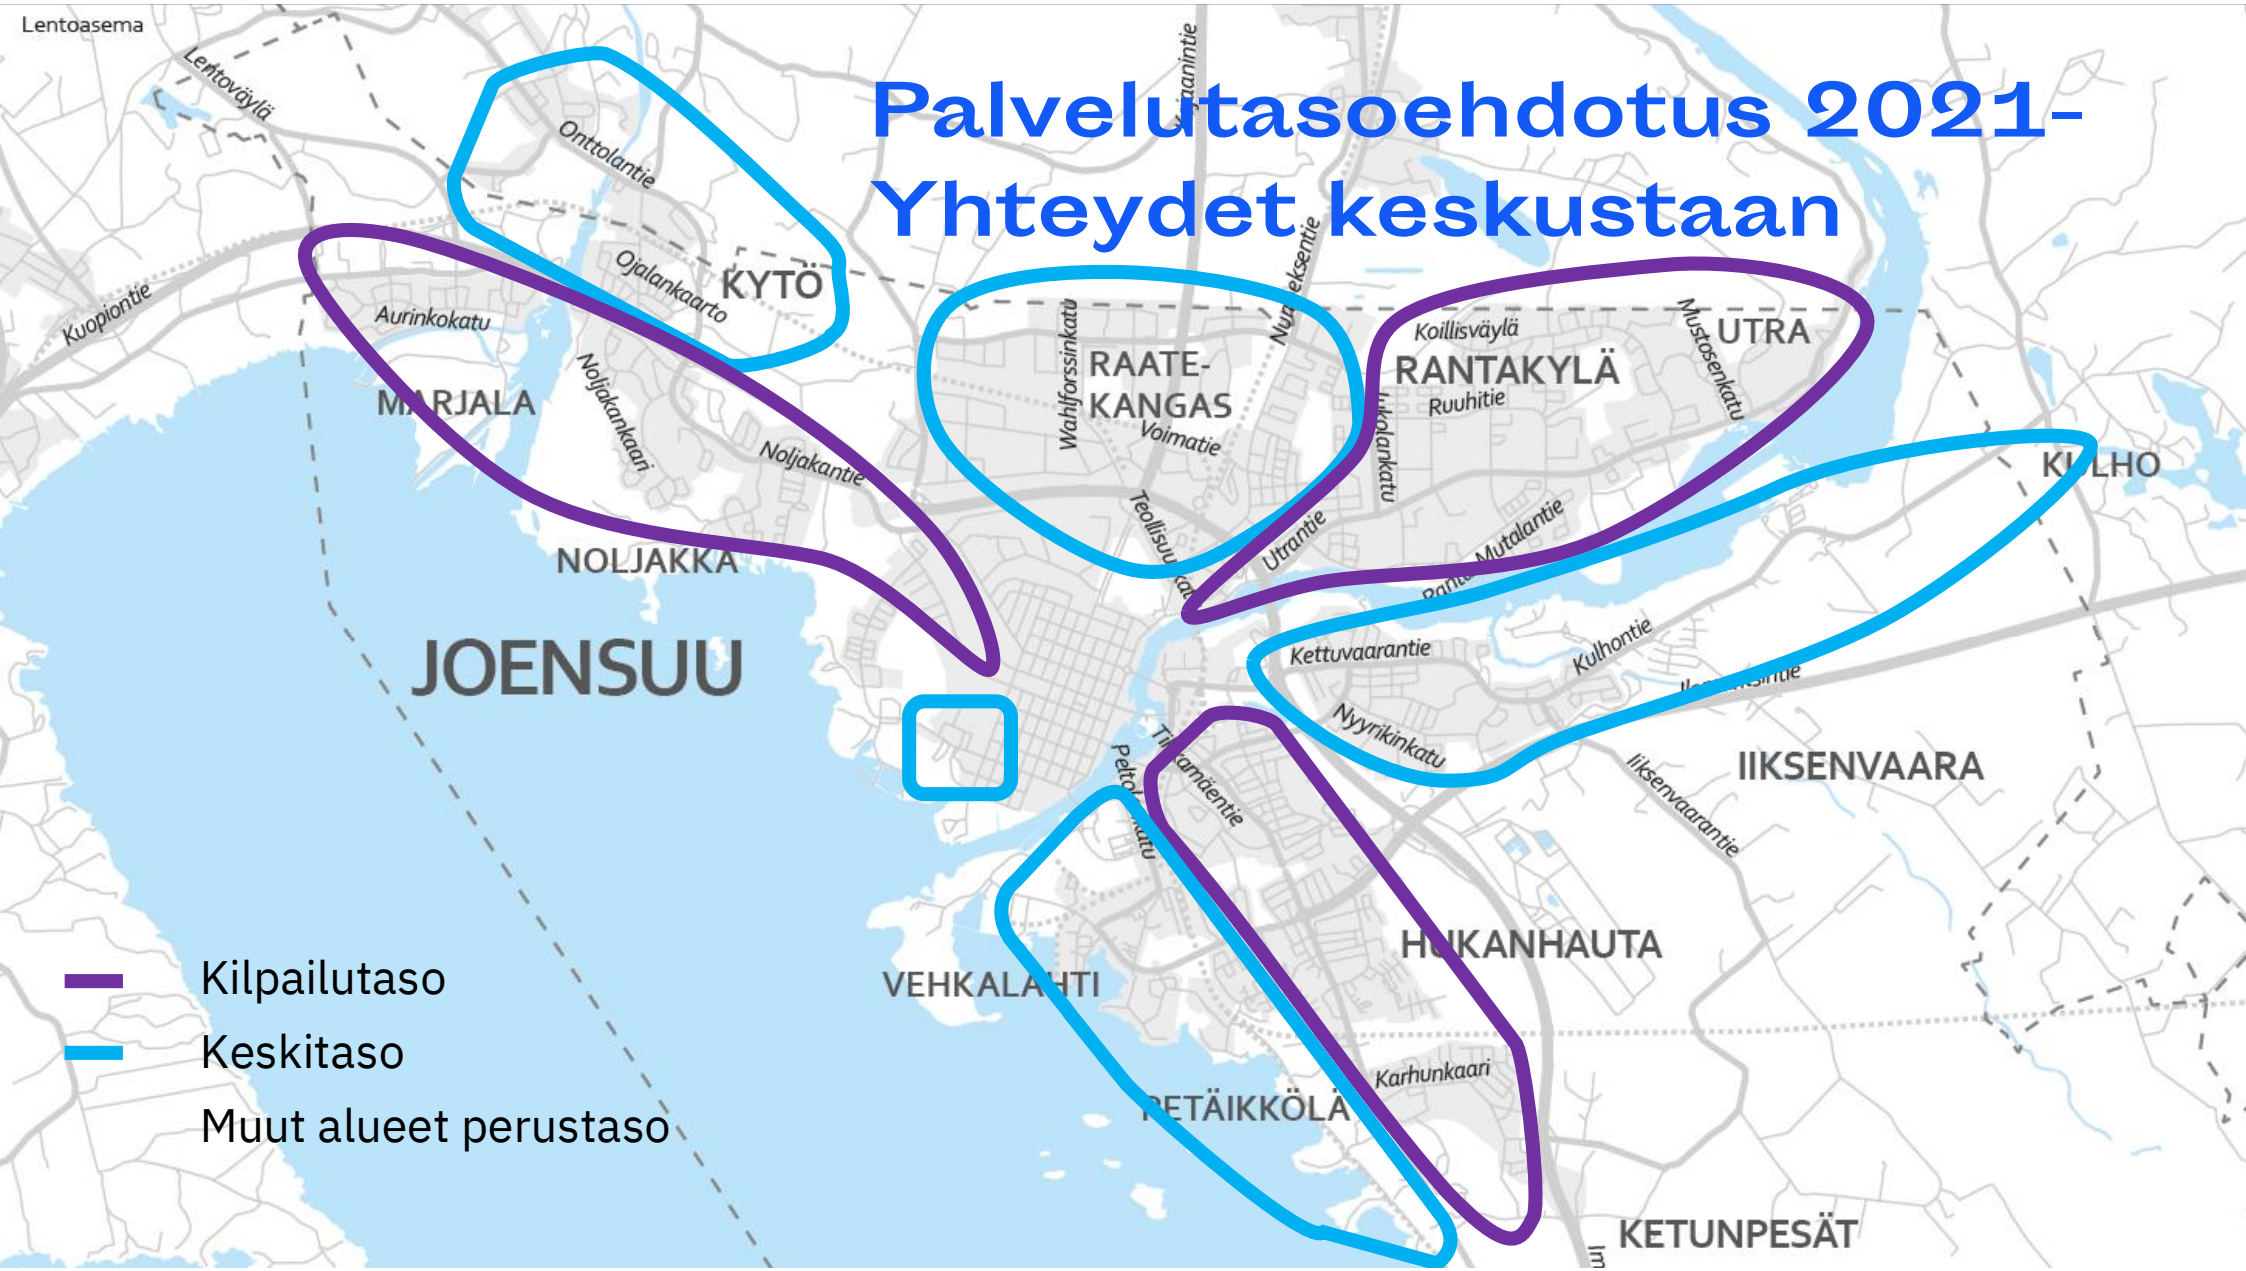 Lentoasema
Lentoväylä
Palvelutasoehdotus 2021-
Yhteydet keskustaan
Onttolantie
Ojalankaarto
KYTÖ
Kuopiontie
Aurinkokatu
MARJALA
Noljakankaari
Noljakantie
NOLJAKKA
JOENSUU
Wahlforssinkatu
RAATE-
KANGAS
Voimatie
Koillisväylä
RANTAKYLÄ
Ruuhitie
Mustosenkatu
UTRA
Utrantie
Mutalantie
KULHO
Kettuvaarantie
Kulhontie
Nyyrikinkatu
IIKSENVAARA
Iiksenvaarantie
HUKANHAUTA
VEHKALAHTI
Karhunkaari
PETÄIKKÖLÄ
KETUNPESÄT
Kilpailutaso
Keskitaso
Muut alueet perustaso